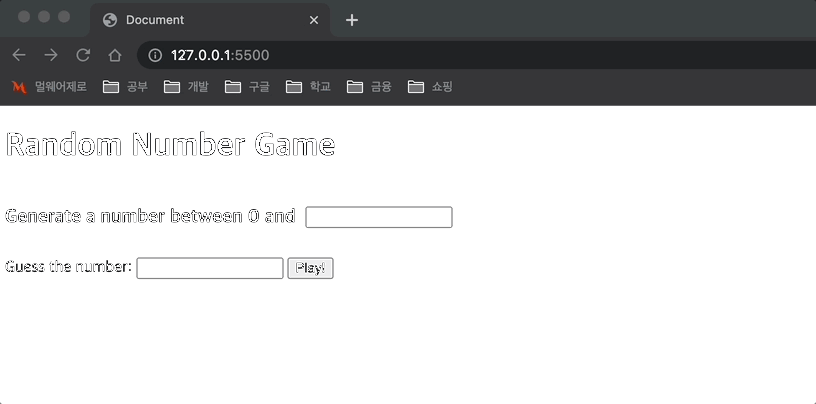 Document
127.0.0.1:5500
멀웨어제로 공부 개발 구글 학교 금융 쇼핑
Random Number Game
Generate a number between 0 and
Guess the number: Play!